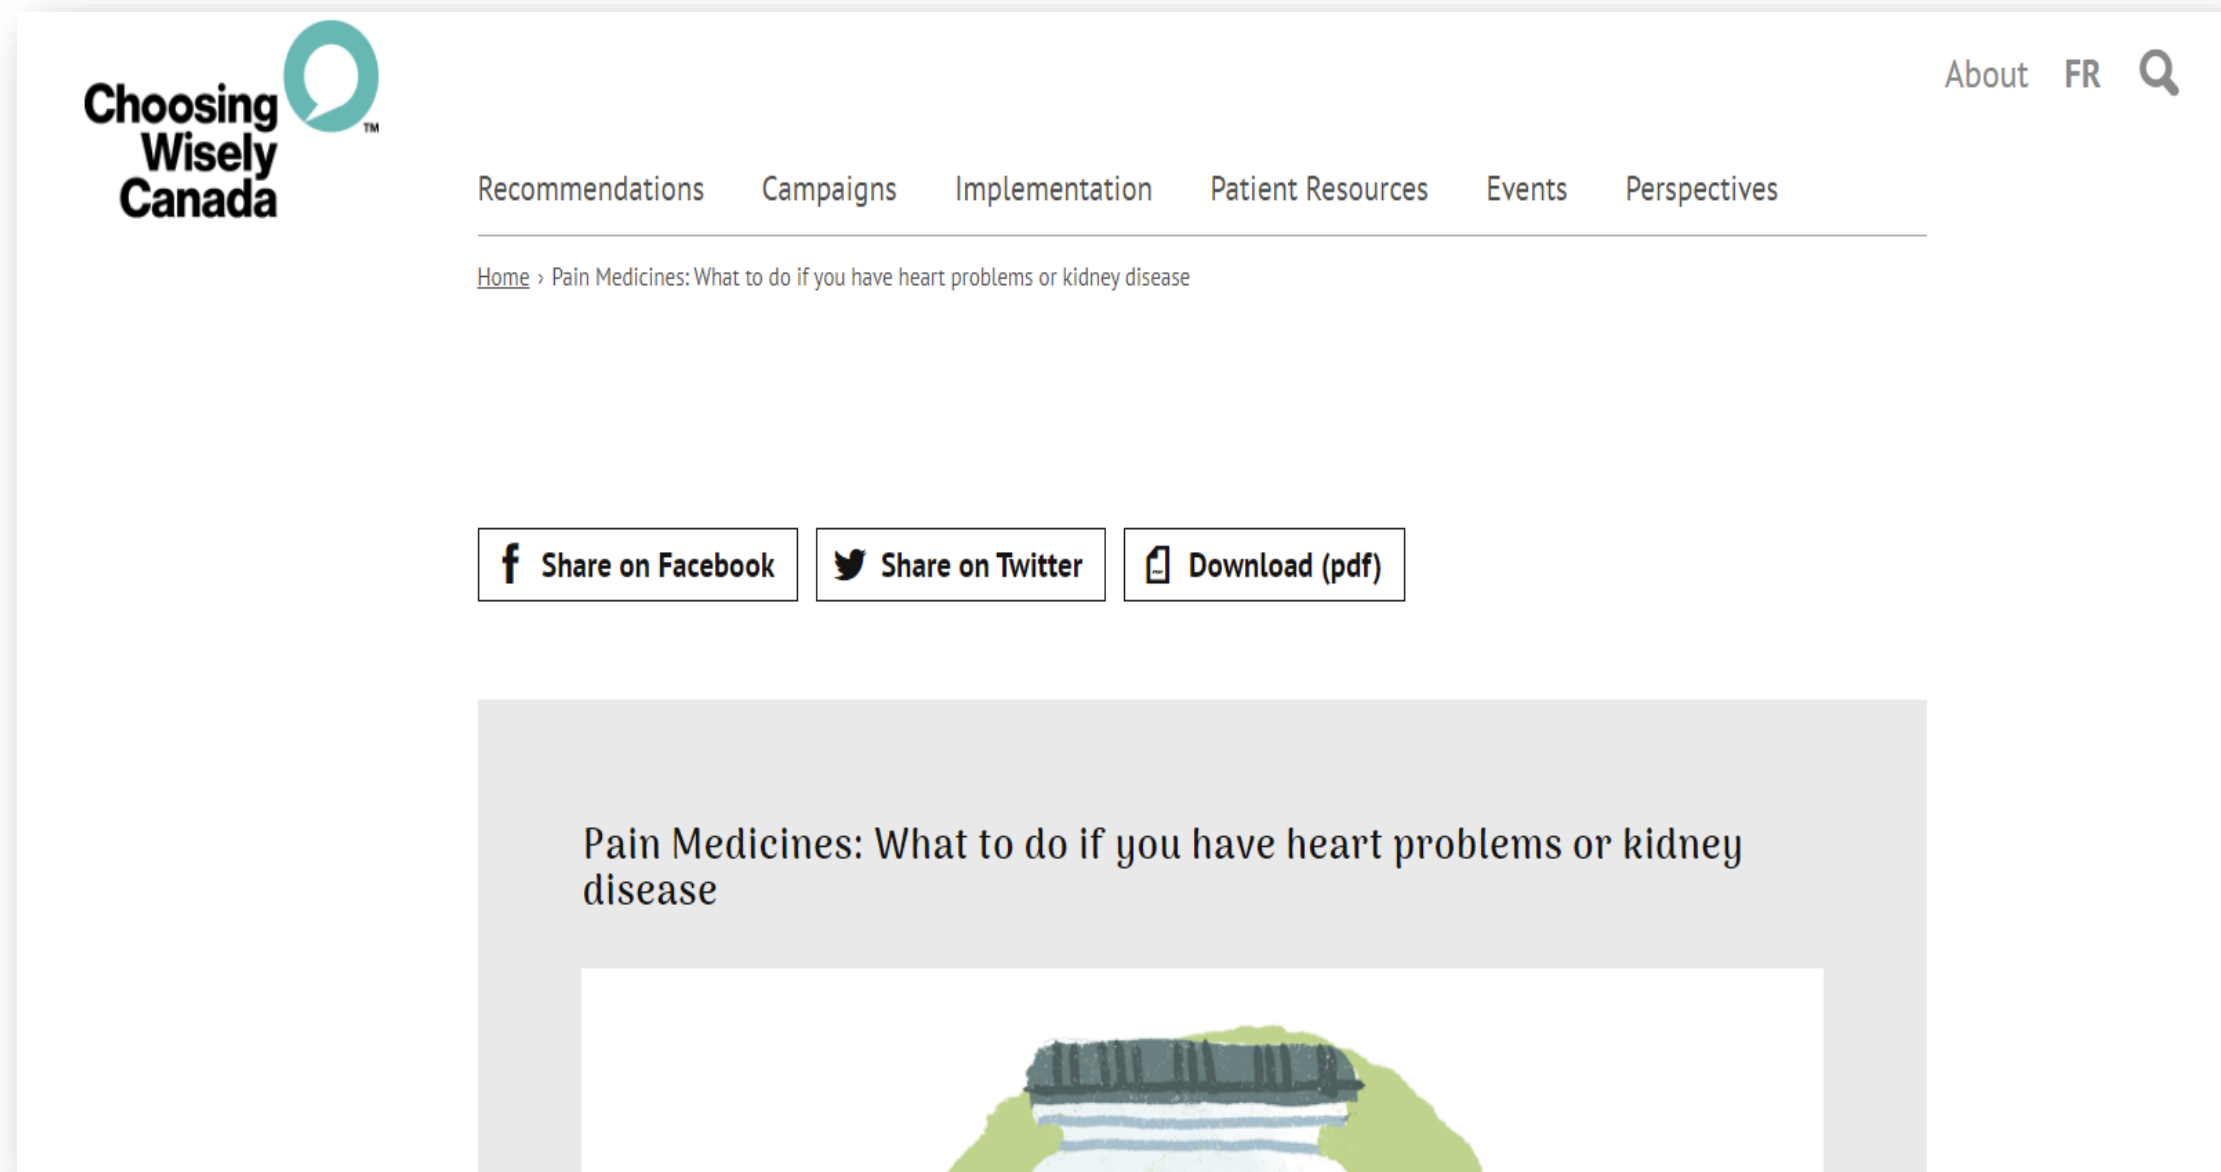 Choosing
Wisely
Canada
TM
About FR
Recommendations Campaigns Implementation Patient Resources Events Perspectives
Home › Pain Medicines: What to do if you have heart problems or kidney disease
Share on Facebook Share on Twitter Download (pdf)
Pain Medicines: What to do if you have heart problems or kidney
disease